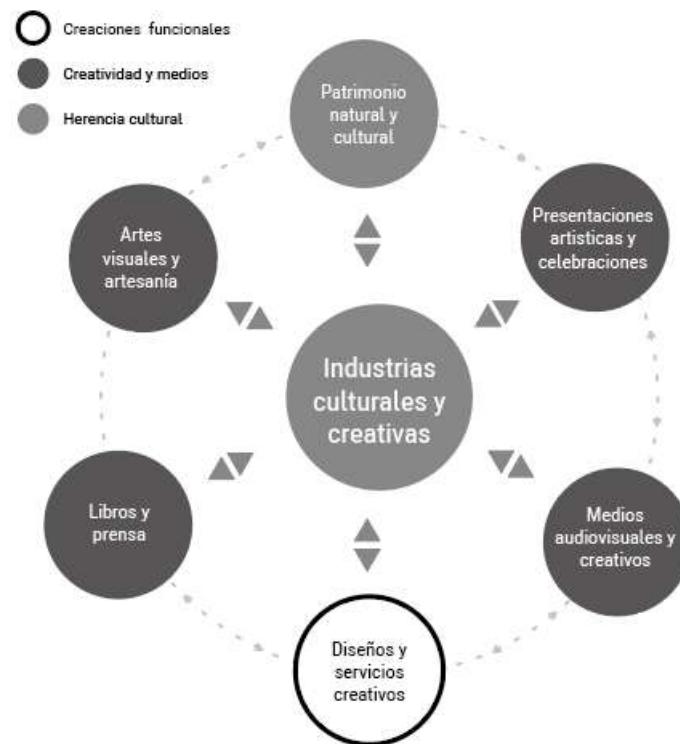 Creaciones funcionales
Creatividad y medios
Herencia cultural
Patrimonio
natural y
cultural
Presentaciones
artisticas y
celebraciones
Artes
visuales y
artesanía
Industrias
culturales y
creativas
Libros y
prensa
Medios
audiovisuales y
creativos
Diseños y
servicios
creativos